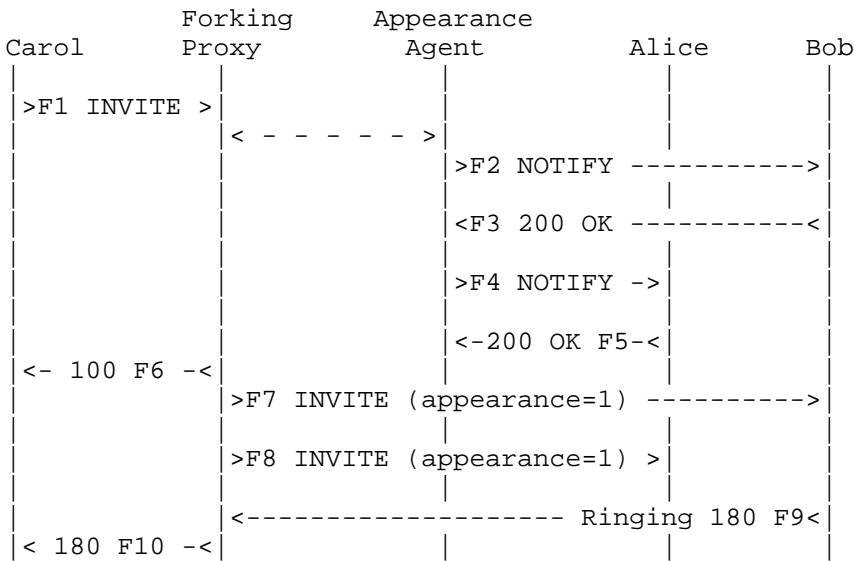 Forking Appearance
Carol Proxy Agent Alice Bob
| | | | |
|>F1 INVITE >| | | |
| |< - - - - - >| | |
| | |>F2 NOTIFY ----------->|
| | | | |
| | |<F3 200 OK -----------<|
| | | | |
| | |>F4 NOTIFY ->| |
| | | | |
| | |<-200 OK F5-<| |
|<- 100 F6 -<| | | |
| |>F7 INVITE (appearance=1) ---------->|
| | | | |
| |>F8 INVITE (appearance=1) >| |
| | | | |
| |<-------------------- Ringing 180 F9<|
|< 180 F10 -<| | | |